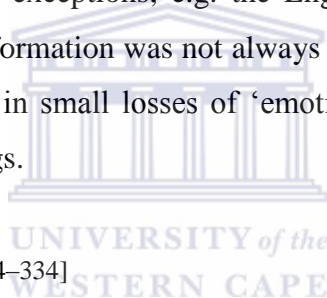 exceptions, e.g. the Eng
formation was not always
in small losses of ‘emoti
gs.
4–334]
UNIVERSITY of the
WESTERN CAPE